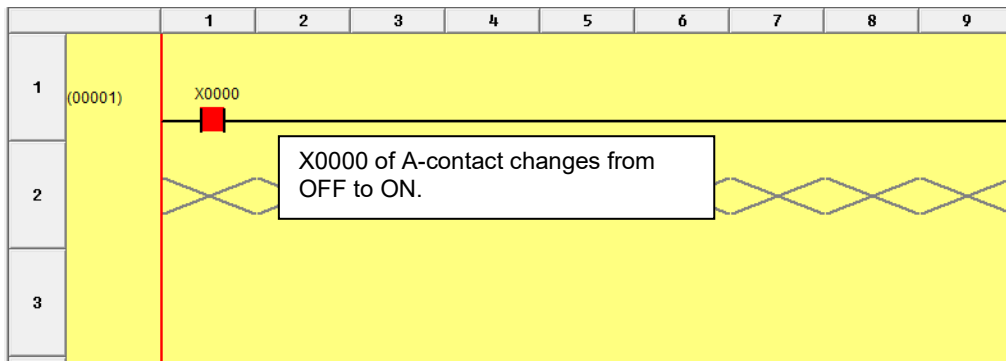 1 2 3 4 5 6 7 8 9
1
(00001) X0000
X0000 of A-contact changes from
OFF to ON.
2
3